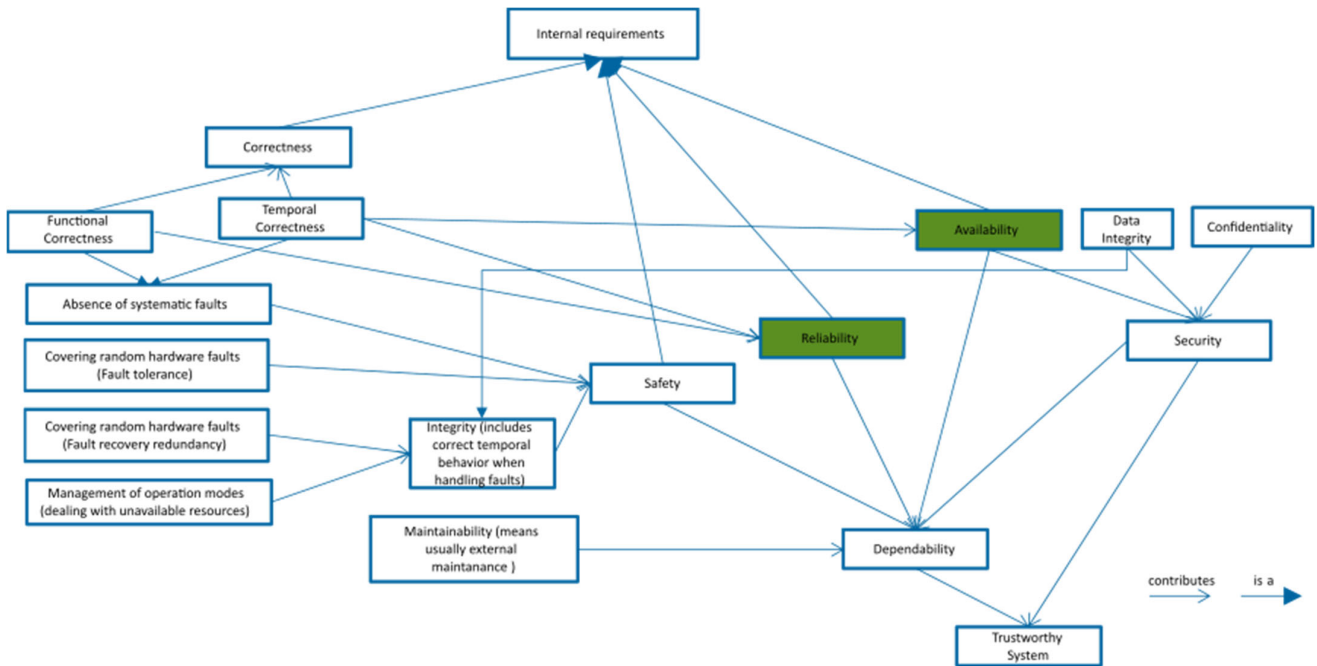 Internal requirements
Correctness
Functional
Correctness
Temporal
Correctness
Availability
Data
Integrity
Confidentiality
Absence of systematic faults
Reliability
Security
Covering random hardware faults
(Fault tolerance)
Safety
Covering random hardware faults
(Fault recovery redundancy)
Integrity (includes
correct temporal
behavior when
handling faults)
Management of operation modes
(dealing with unavailable resources)
Maintainability (means
usually external
maintanance )
Dependability
contributes
is a
Trustworthy
System